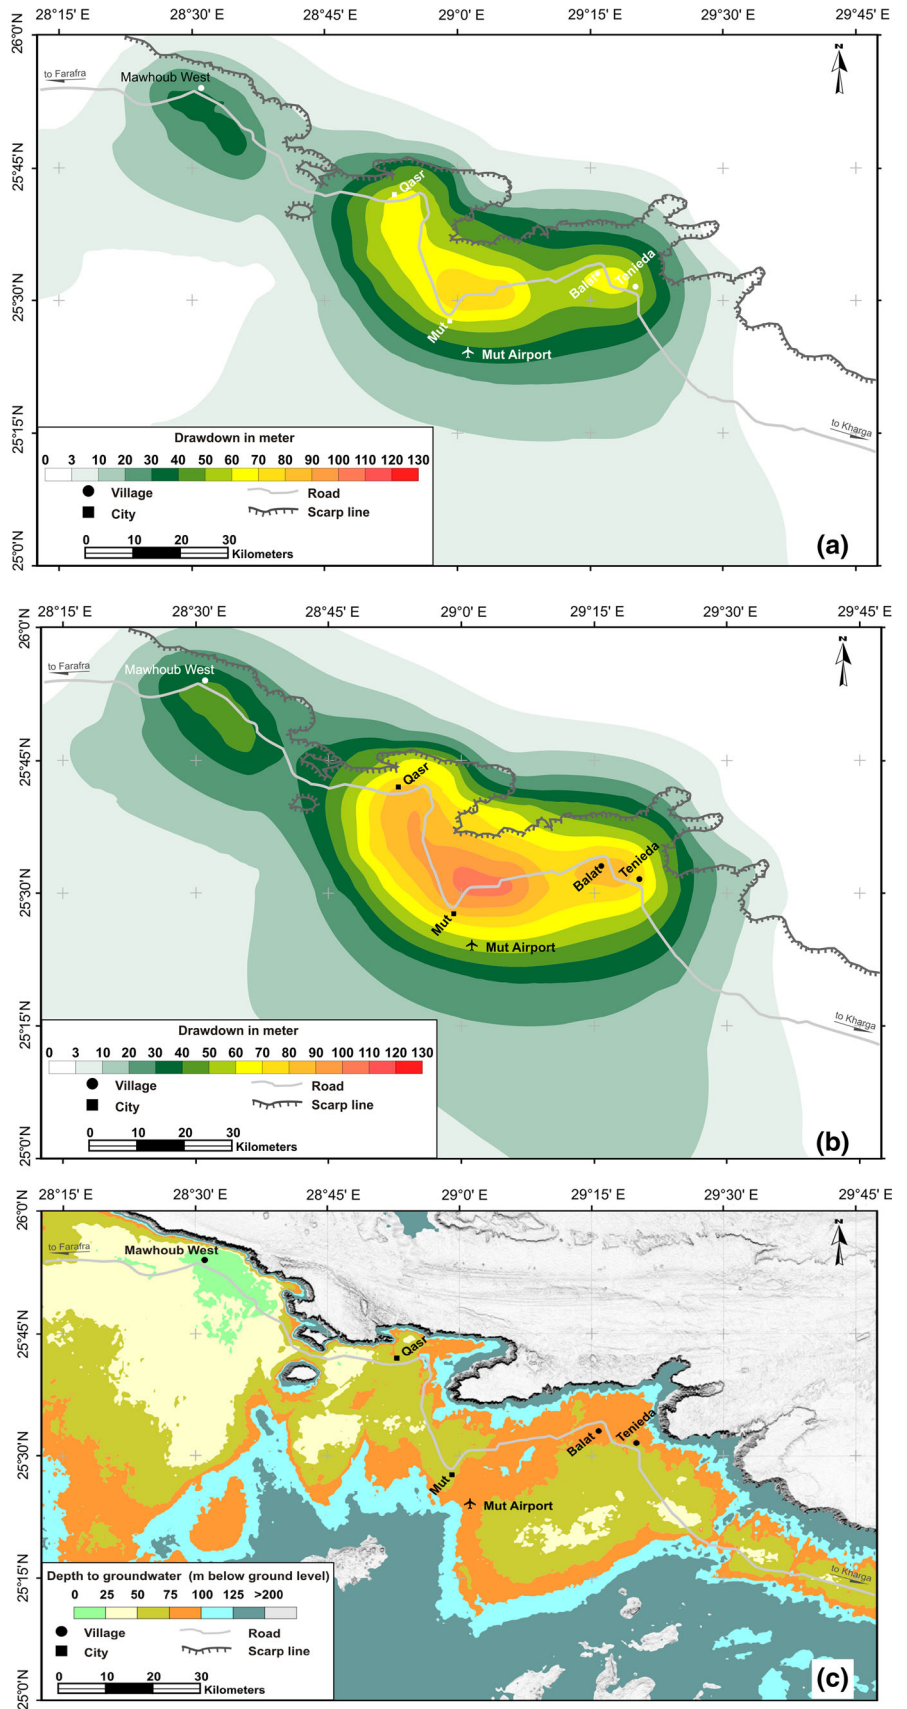 28°15' E 28°30' E 28°45' E 29°0' E 29°15' E 29°30' E 29°45' E
26°0'N
25°45'N
25°30'N
25°15'N
25°0'N
N
to Farafra
Mawhoub West
Qasr
Balat
Tenieda
Mut
Mut Airport
to Kharga
Drawdown in meter
0 3 10 20 30 40 50 60 70 80 90 100 110 120 130
Village Road
City Scarp line
0 10 20 30
Kilometers
(a)
28°15' E 28°30' E 28°45' E 29°0' E 29°15' E 29°30' E 29°45' E
26°0'N
25°45'N
25°30'N
25°15'N
25°0'N
N
to Farafra
Mawhoub West
Qasr
Balat
Tenieda
Mut
Mut Airport
to Kharga
Drawdown in meter
0 3 10 20 30 40 50 60 70 80 90 100 110 120 130
Village Road
City Scarp line
0 10 20 30
Kilometers
(b)
28°15' E 28°30' E 28°45' E 29°0' E 29°15' E 29°30' E 29°45' E
26°0'N
25°45'N
25°30'N
25°15'N
25°0'N
N
to Farafra
Mawhoub West
Qasr
Balat
Tenieda
Mut
Mut Airport
to Kharga
Depth to groundwater (m below ground level)
0 25 50 75 100 125 >200
Village Road
City Scarp line
0 10 20 30
Kilometers
(c)